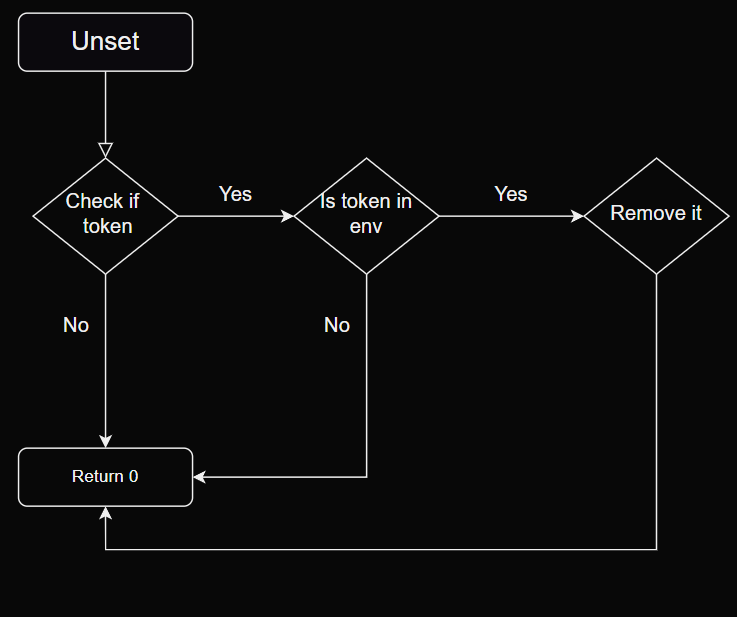 Unset
Check if
token
Yes
Is token in
env
Yes
Remove it
No
No
Return 0